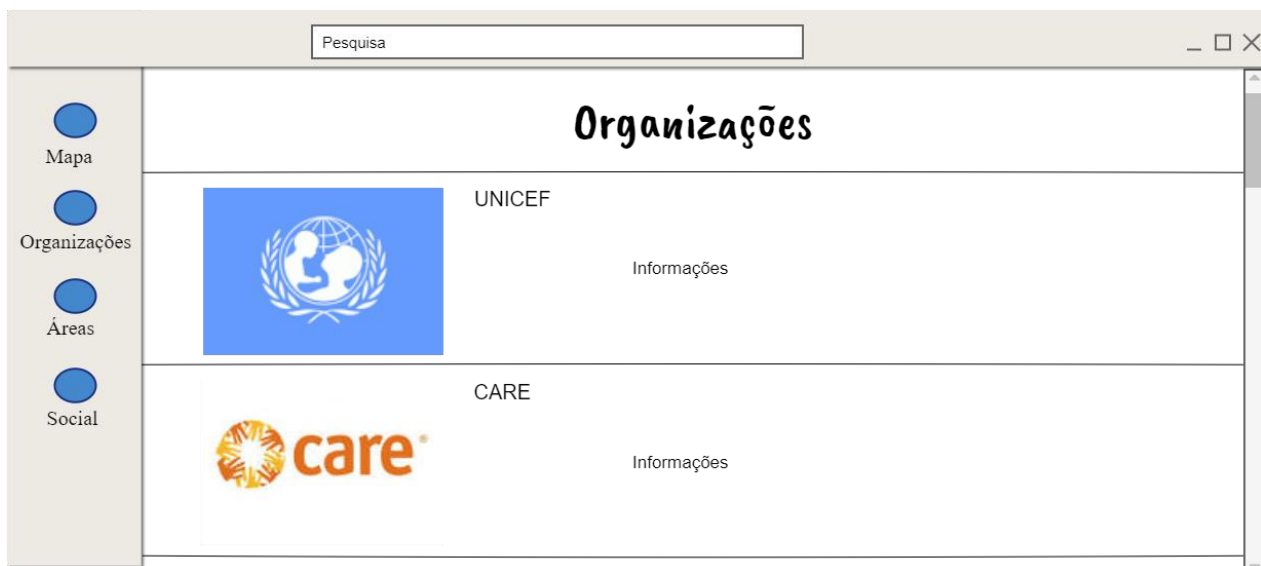 Pesquisa
Organizações
Mapa
Organizações
Áreas
Social
UNICEF
Informações
CARE
care®
Informações